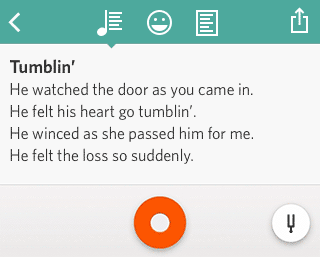 Tumblin’
He watched the door as you came in.
He felt his heart go tumblin’.
He winced as she passed him for me.
He felt the loss so suddenly.